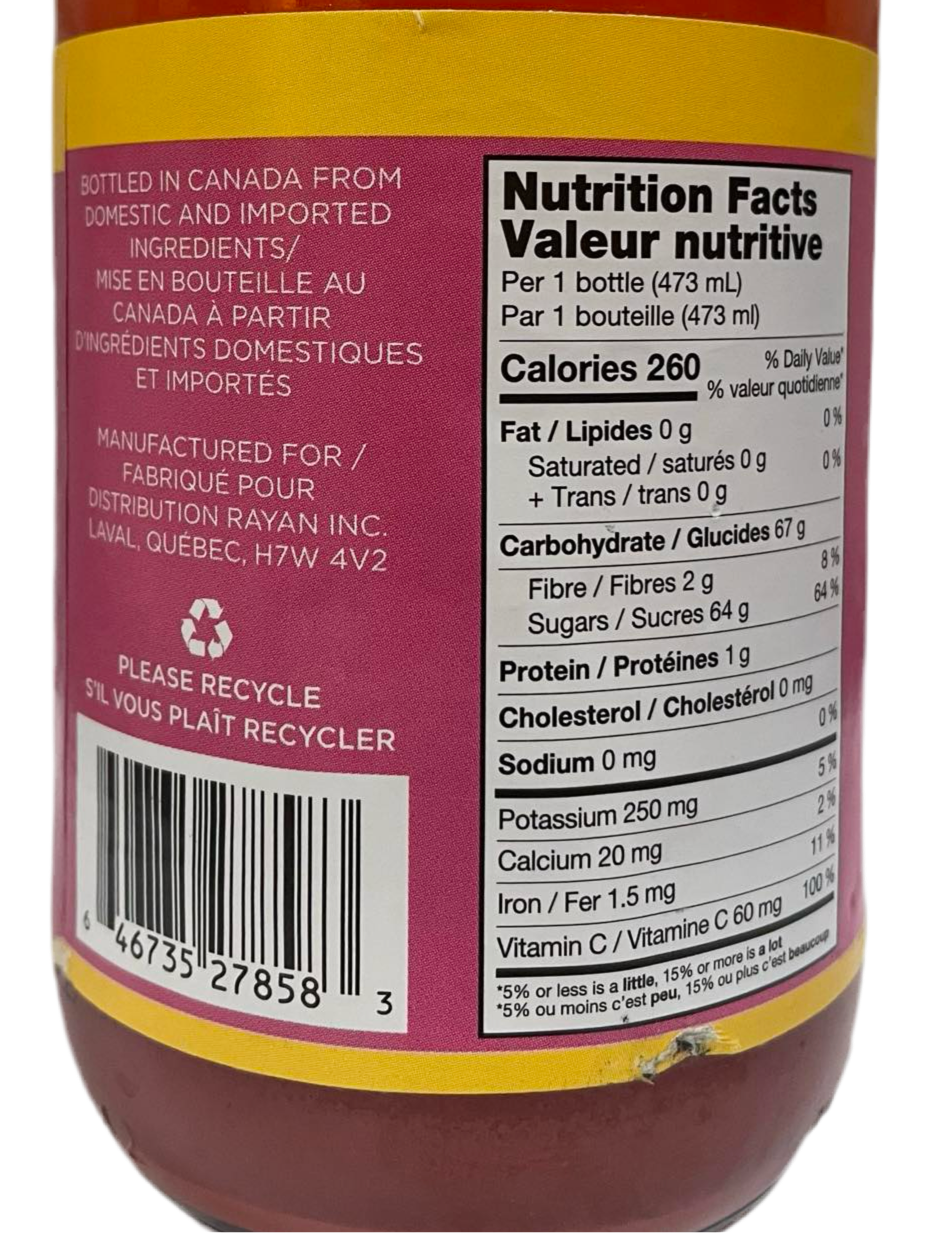 BOTTLED IN CANADA FROM
DOMESTIC AND IMPORTED
INGREDIENTS/
MISE EN BOUTEILLE AU
CANADA À PARTIR
D'INGRÉDIENTS DOMESTIQUES
ET IMPORTÉS
MANUFACTURED FOR /
FABRIQUÉ POUR
DISTRIBUTION RAYAN INC.
LAVAL, QUÉBEC, H7W 4V2
PLEASE RECYCLE
S'IL VOUS PLAÎT RECYCLER
6 46735 27858 3
Nutrition Facts
Valeur nutritive
Per 1 bottle (473 mL)
Par 1 bouteille (473 ml)
Calories 260
% Daily Value*
% valeur quotidienne*
Fat / Lipides 0 g 0 %
Saturated / saturés 0 g 0 %
+ Trans / trans 0 g
Carbohydrate / Glucides 67 g
Fibre / Fibres 2 g 8 %
Sugars / Sucres 64 g 64 %
Protein / Protéines 1 g
Cholesterol / Cholestérol 0 mg
Sodium 0 mg 0 %
Potassium 250 mg 5 %
Calcium 20 mg 2 %
Iron / Fer 1.5 mg 11 %
Vitamin C / Vitamine C 60 mg 100 %
*5% or less is a little, 15% or more is a lot
*5% ou moins c'est peu, 15% ou plus c'est beaucoup